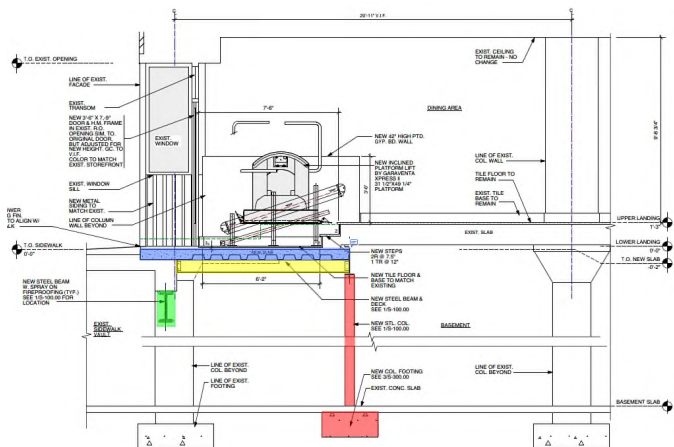 C
C
20'-11" V.I.F.
T.O. EXIST. OPENING
LINE OF EXIST.
FACADE
EXIST.
TRANSOM
NEW 3'-6" X 7'-9"
DOOR & H.M. FRAME
IN EXIST. R.O.
OPENING SIM. TO
ORIGINAL DOOR,
BUT ADJUSTED FOR
NEW HEIGHT. GC. TO
V.I.F.
COLOR TO MATCH
EXIST. STOREFRONT.
EXIST.
WINDOW
EXIST. WINDOW
SILL
NEW METAL
SIDING TO
MATCH EXIST.
LINE OF COLUMN
WALL BEYOND
G FIN.
TO ALIGN W/
T.O. SIDEWALK
0'-0"
NEW STEEL BEAM
W. SPRAY ON
FIREPROOFING (TYP.)
SEE 1/S-100.00 FOR
LOCATION
EXIST.
SIDEWALK
VAULT
7'-6"
DINING AREA
NEW 42" HIGH PTD.
GYP. BD. WALL
NEW INCLINED
PLATFORM LIFT
BY GARAVENTA
XPRESS II
31 1/2"X49 1/4"
PLATFORM
3'-6"
EXIST. CEILING
TO REMAIN - NO
CHANGE
9'-8 3/4"
LINE OF EXIST.
COL. WALL
TILE FLOOR TO
REMAIN
EXIST. TILE
BASE TO
REMAIN
EXIST. SLAB
UPPER LANDING
1'-3"
LOWER LANDING
0'-0"
T.O. NEW SLAB
-0'-2"
NEW SLAB
6'-2"
NEW STEPS
2R @ 7.5"
1 TR @ 12"
NEW TILE FLOOR &
BASE TO MATCH
EXISTING
NEW STEEL BEAM &
DECK
SEE 1/S-100.00
NEW STL. COL.
SEE 1/S-100.00
BASEMENT
LINE OF EXIST.
COL. BEYOND
LINE OF EXIST.
FOOTING
NEW COL. FOOTING
SEE 3/S-300.00
EXIST. CONC. SLAB
LINE OF EXIST.
COL. BEYOND
BASEMENT SLAB